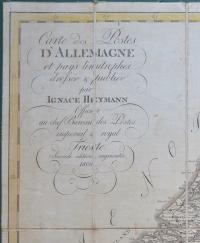 Carte des Postes
D'ALLEMAGNE
et pays limitrophes
dressée & publiée
par
IGNACE HEYMANN
Officier
au chef Bureau des Postes
impérial & royal
Trieste
Seconde édition augmentée
N
O
E